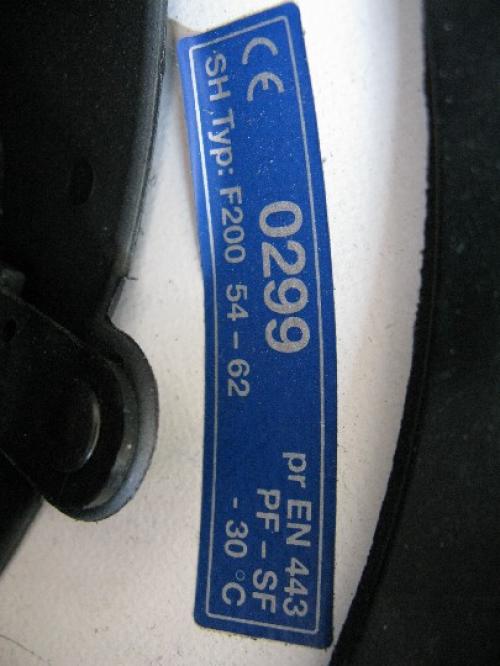 CE 0299 pr EN 443
PF - SF
SH Typ: F200 54 - 62 - 30 °C